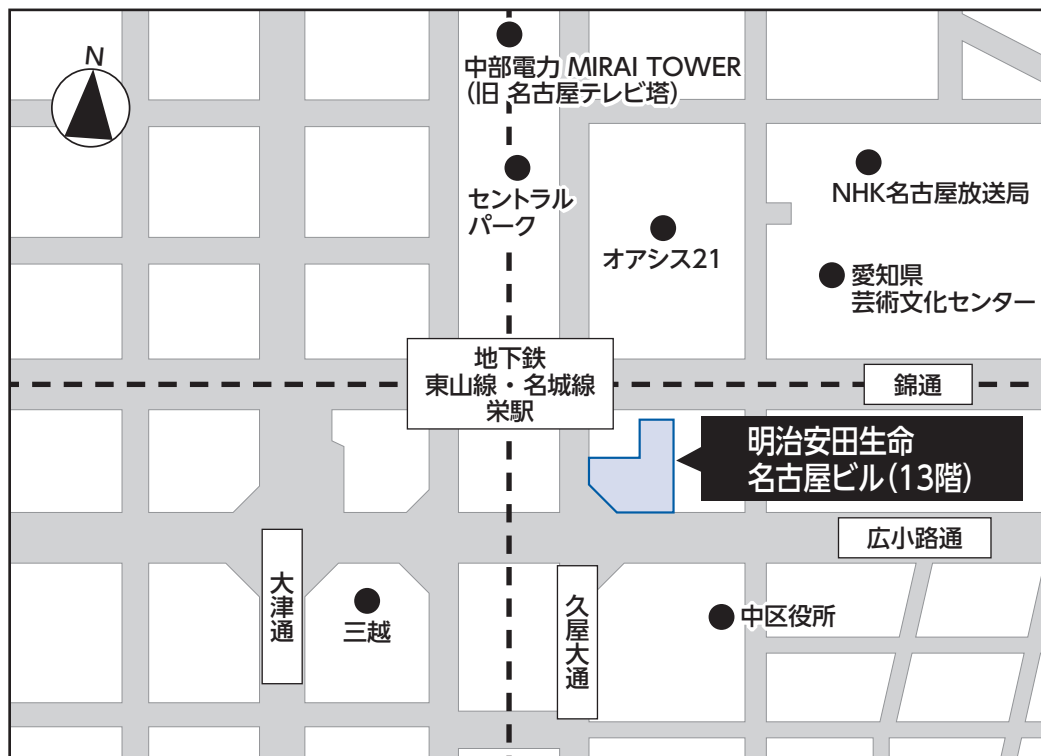 N
中部電力 MIRAI TOWER
(旧 名古屋テレビ塔)
セントラル
パーク
NHK名古屋放送局
オアシス21
愛知県
芸術文化センター
地下鉄
東山線・名城線
栄駅
錦通
明治安田生命
名古屋ビル(13階)
広小路通
大津通
三越
久屋大通
中区役所